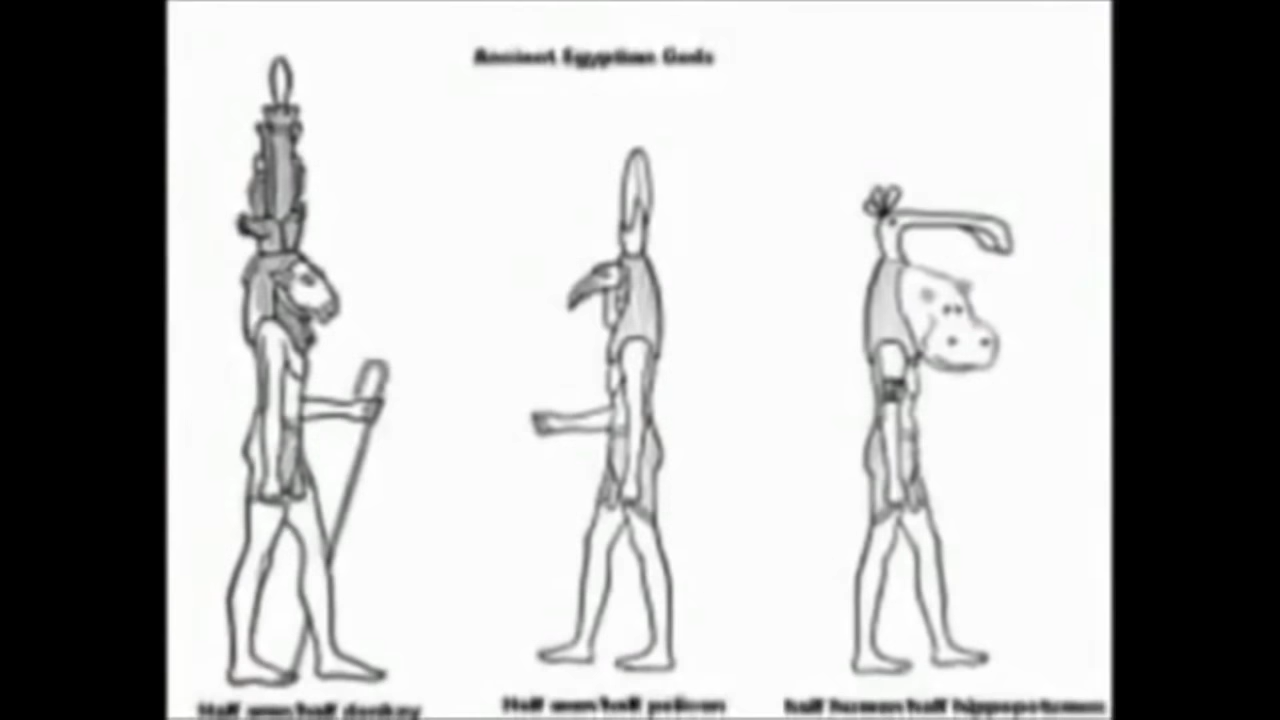 Ancient Egyptian Gods
Half man/half donkey
Half man/half pelican
half human/half hippopotamus